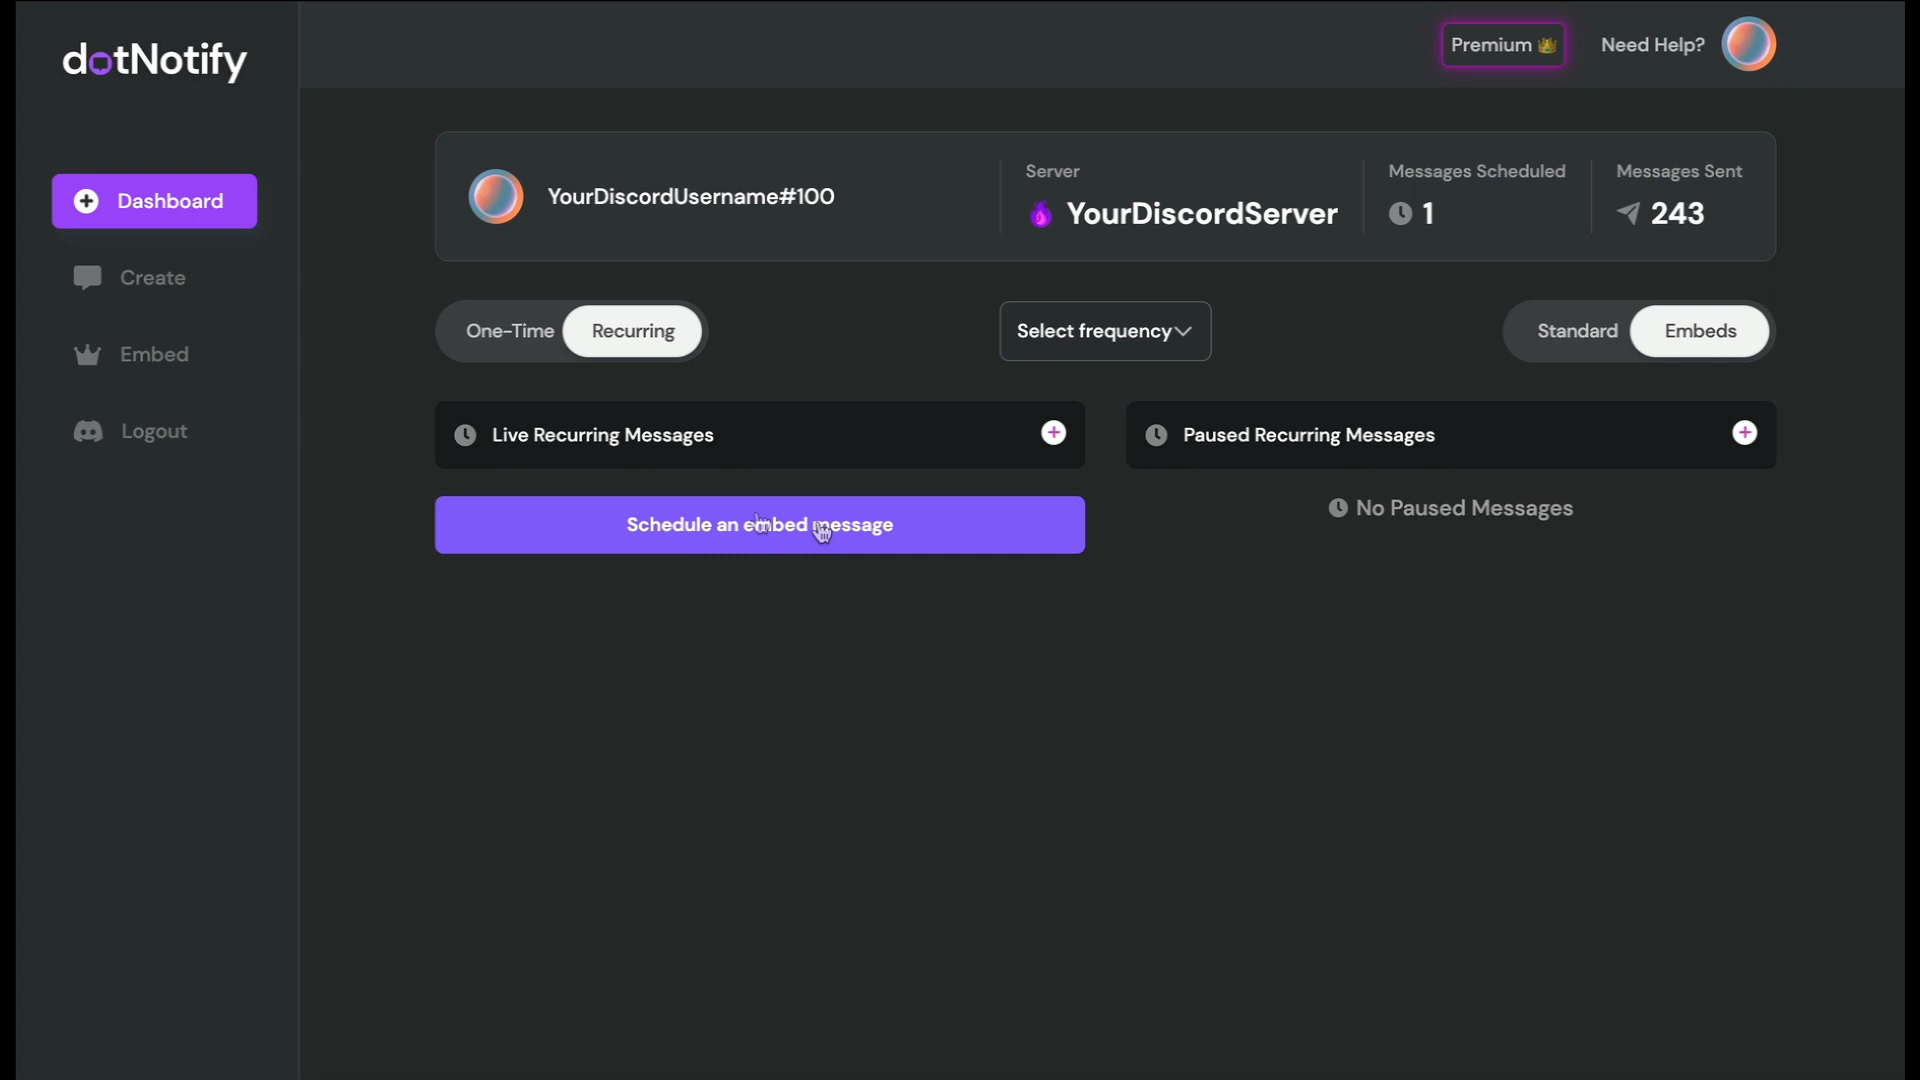 dotNotify
Premium
Need Help?
Dashboard
Create
Embed
Logout
YourDiscordUsername#100
Server
YourDiscordServer
Messages Scheduled
1
Messages Sent
243
One-Time
Recurring
Select frequency
Standard
Embeds
Live Recurring Messages
Paused Recurring Messages
Schedule an embed message
No Paused Messages